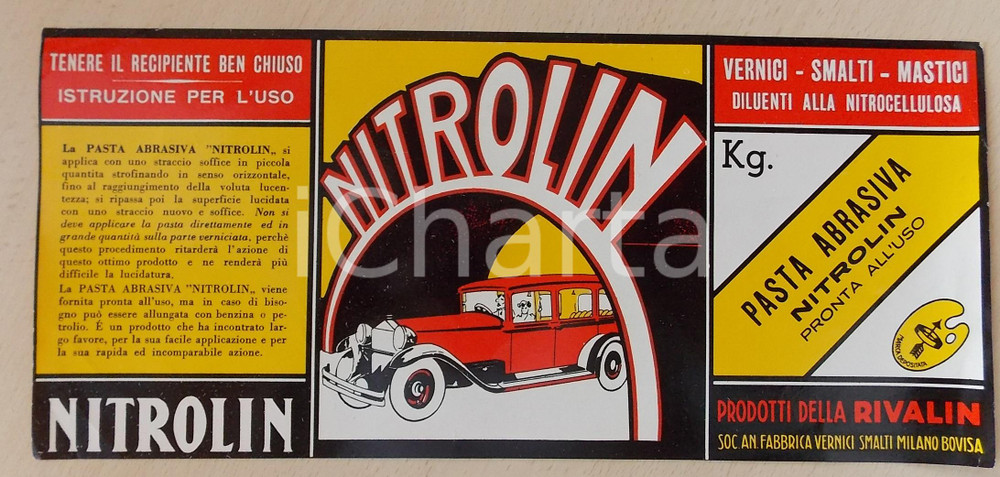 TENERE IL RECIPIENTE BEN CHIUSO
ISTRUZIONE PER L'USO
La PASTA ABRASIVA "NITROLIN„ si
applica con uno straccio soffice in piccola
quantita strofinando in senso orizzontale,
fino al raggiungimento della voluta lucen-
tezza; si ripassa poi la superficie lucidata
con uno straccio nuovo e soffice. Non si
deve applicare la pasta direttamente ed in
grande quantità sulla parte verniciata, perchè
questo procedimento ritarderà l'azione di
questo ottimo prodotto e ne renderà più
difficile la lucidatura.
La PASTA ABRASIVA "NITROLIN„ viene
fornita pronta all'uso, ma in caso di biso-
gno può essere allungata con benzina o pe-
trolio. É un prodotto che ha incontrato lar-
go favore, per la sua facile applicazione e per
la sua rapida ed incomparabile azione.
NITROLIN
NITROLIN
iCharta
VERNICI - SMALTI - MASTICI
DILUENTI ALLA NITROCELLULOSA
Kg.
PASTA ABRASIVA
NITROLIN
PRONTA ALL'USO
MARCA DEPOSITATA
PRODOTTI DELLA RIVALIN
SOC AN. FABBRICA VERNICI SMALTI MILANO BOVISA